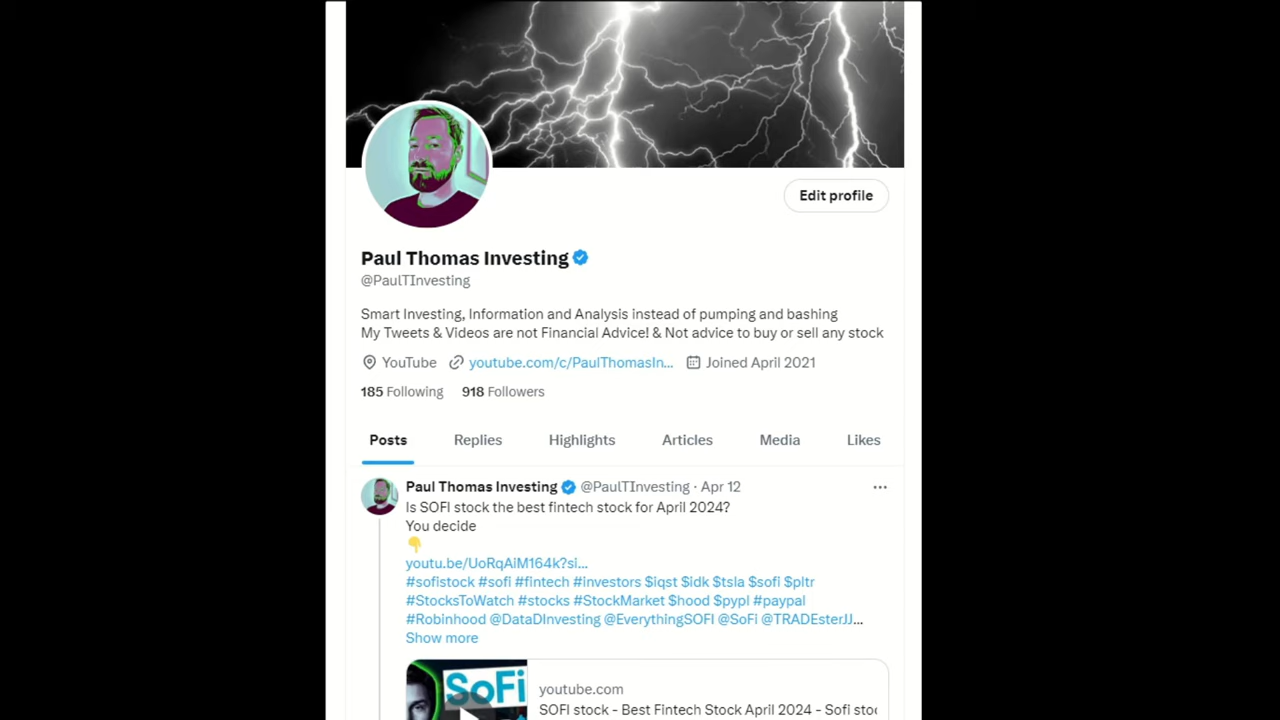 Edit profile
Paul Thomas Investing
@PaulTInvesting
Smart Investing, Information and Analysis instead of pumping and bashing
My Tweets & Videos are not Financial Advice! & Not advice to buy or sell any stock
YouTube youtube.com/c/PaulThomasIn... Joined April 2021
185 Following 918 Followers
Posts Replies Highlights Articles Media Likes
Paul Thomas Investing @PaulTInvesting · Apr 12
Is SOFI stock the best fintech stock for April 2024?
You decide
👇
youtu.be/UoRqAiM164k?si...
#sofistock #sofi #fintech #investors $iqst $idk $tsla $sofi $pltr
#StocksToWatch #stocks #StockMarket $hood $pypl #paypal
#Robinhood @DataDInvesting @EverythingSOFI @SoFi @TRADEsterJJ...
Show more
SoFi
youtube.com
SOFI stock - Best Fintech Stock April 2024 - Sofi stoc